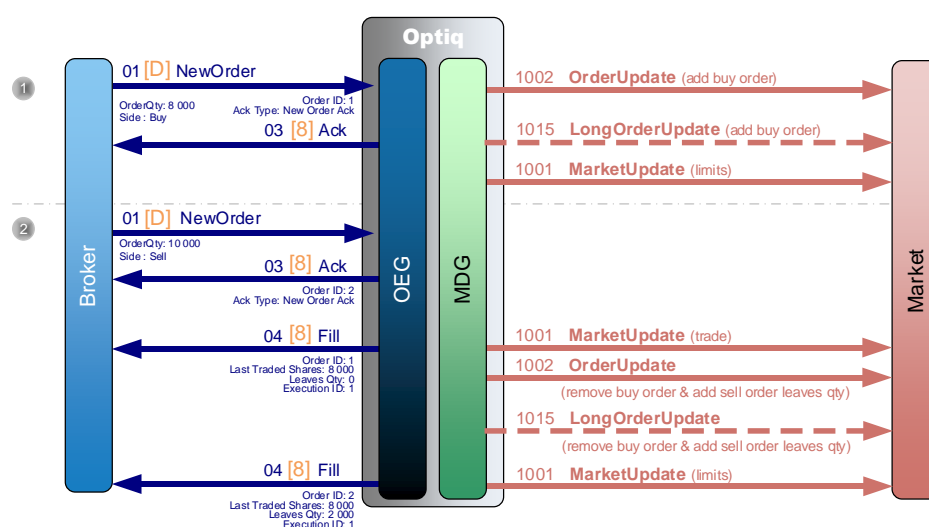 Optiq
1
01 [D] NewOrder
OrderQty: 8 000
Side : Buy
Order ID: 1
Ack Type: New Order Ack
03 [8] Ack
1002 OrderUpdate (add buy order)
1015 LongOrderUpdate (add buy order)
1001 MarketUpdate (limits)
2
01 [D] NewOrder
OrderQty: 10 000
Side : Sell
03 [8] Ack
Order ID: 2
Ack Type: New Order Ack
Broker
OEG
MDG
Market
04 [8] Fill
Order ID: 1
Last Traded Shares: 8 000
Leaves Qty: 0
Execution ID: 1
1001 MarketUpdate (trade)
1002 OrderUpdate
(remove buy order & add sell order leaves qty)
1015 LongOrderUpdate
(remove buy order & add sell order leaves qty)
04 [8] Fill
Order ID: 2
Last Traded Shares: 8 000
Leaves Qty: 2 000
Execution ID: 1
1001 MarketUpdate (limits)